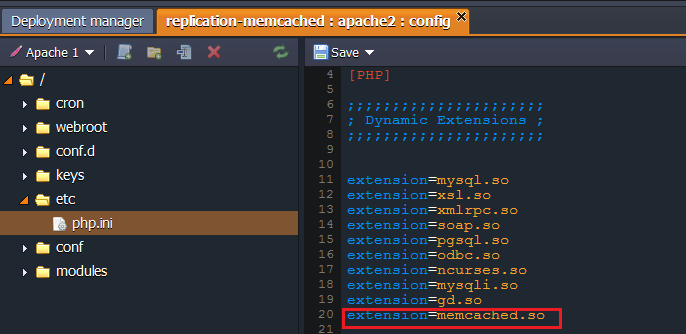 Deployment manager
replication-memcached : apache2 : config
Apache 1
/
cron
webroot
conf.d
keys
etc
php.ini
conf
modules
Save
4 [PHP]
5
6 ;;;;;;;;;;;;;;;;;;;;;;
7 ; Dynamic Extensions ;
8 ;;;;;;;;;;;;;;;;;;;;;;
9
10
11 extension=mysql.so
12 extension=xsl.so
13 extension=xmlrpc.so
14 extension=soap.so
15 extension=pgsql.so
16 extension=odbc.so
17 extension=ncurses.so
18 extension=mysqli.so
19 extension=gd.so
20 extension=memcached.so
21